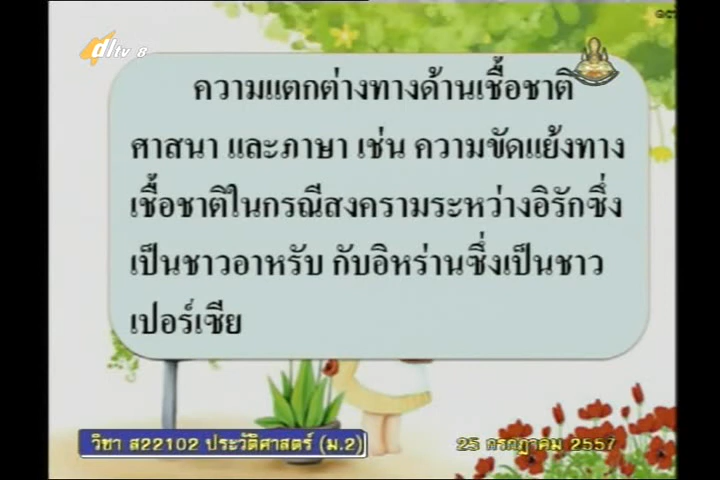 dltv 8
ความแตกต่างทางด้านเชื้อชาติ
ศาสนา และภาษา เช่น ความขัดแย้งทาง
เชื้อชาติในกรณีสงครามระหว่างอิรักซึ่ง
เป็นชาวอาหรับ กับอิหร่านซึ่งเป็นชาว
เปอร์เซีย
วิชา ส22102 ประวัติศาสตร์ (ม.2)
25 กรกฎาคม 2557